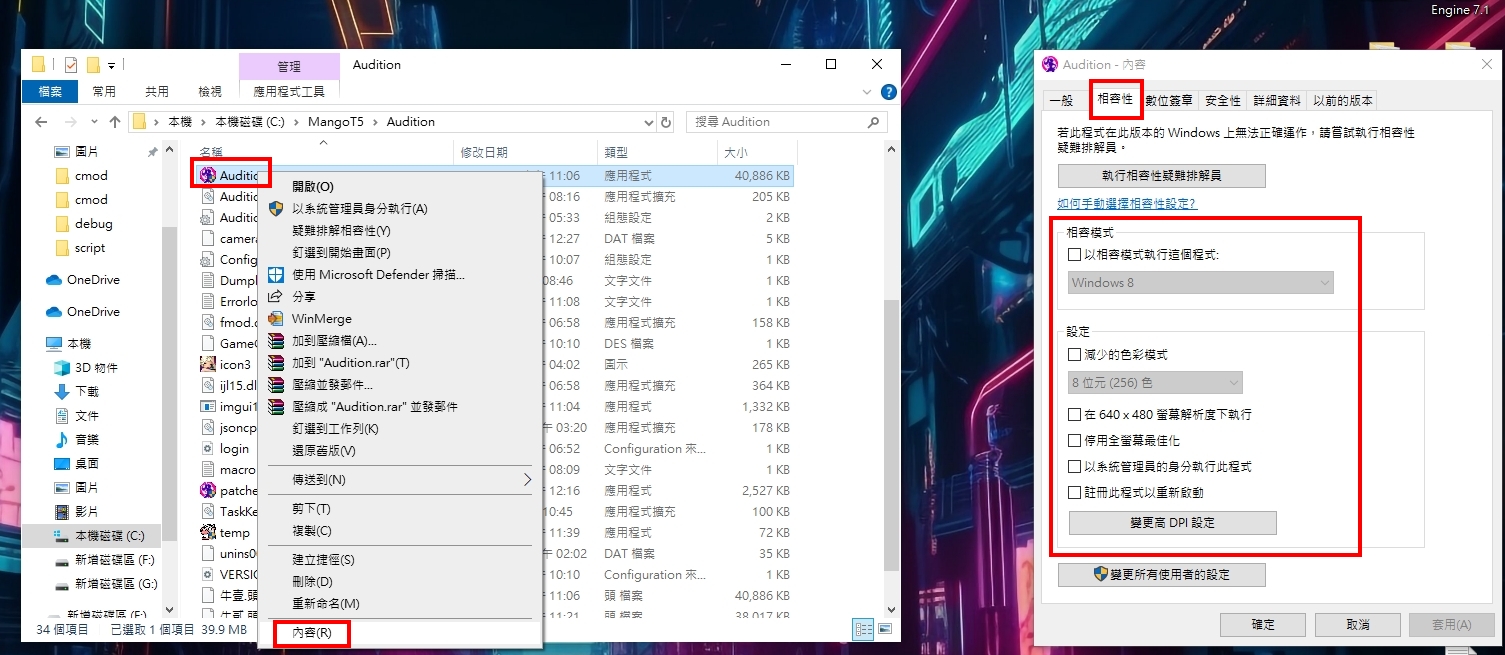 Engine 7.1
管理
Audition
檔案
常用
共用
檢視
應用程式工具
本機
本機磁碟 (C:)
MangoT5
Audition
搜尋 Audition
圖片
cmod
cmod
debug
script
OneDrive
OneDrive
本機
3D 物件
下載
文件
音樂
桌面
圖片
影片
本機磁碟 (C:)
新增磁碟區 (F:)
新增磁碟區 (G:)
新增磁碟區 (F:)
名稱
修改日期
類型
大小
Auditic
11:06
應用程式
40,886 KB
Auditic
08:16
應用程式擴充
205 KB
Auditic
05:33
組態設定
2 KB
camera
12:27
DAT 檔案
5 KB
Config
10:07
組態設定
1 KB
Dump
08:46
文字文件
1 KB
Errorlo
11:08
文字文件
1 KB
fmod.
06:58
應用程式擴充
158 KB
Game
10:10
DES 檔案
1 KB
icon3
04:02
圖示
265 KB
ijl15.dl
06:58
應用程式擴充
364 KB
imgui1
11:04
應用程式
1,332 KB
jsoncp
午 03:20
應用程式擴充
178 KB
login
06:52
Configuration 來...
1 KB
macro
08:09
文字文件
1 KB
patche
12:16
應用程式
2,527 KB
TaskKe
10:45
應用程式擴充
100 KB
temp
11:39
應用程式
72 KB
unins0
午 02:02
DAT 檔案
35 KB
VERSIC
10:10
Configuration 來...
1 KB
牛壹.頭
11:06
頭 檔案
40,886 KB
牛貳.頭
11:21
頭 檔案
38,017 KB
開啟(O)
以系統管理員身分執行(A)
疑難排解相容性(Y)
釘選到開始畫面(P)
使用 Microsoft Defender 掃描...
分享
WinMerge
加到壓縮檔(A)...
加到 "Audition.rar"(T)
壓縮並發郵件...
壓縮成 "Audition.rar" 並發郵件
釘選到工作列(K)
還原舊版(V)
傳送到(N)
剪下(T)
複製(C)
建立捷徑(S)
刪除(D)
重新命名(M)
內容(R)
34 個項目
已選取 1 個項目 39.9 MB
Audition - 內容
一般
相容性
數位簽章
安全性
詳細資料
以前的版本
若此程式在此版本的 Windows 上無法正確運作，請嘗試執行相容性
疑難排解員。
執行相容性疑難排解員
如何手動選擇相容性設定?
相容模式
以相容模式執行這個程式:
Windows 8
設定
減少的色彩模式
8 位元 (256) 色
在 640 x 480 螢幕解析度下執行
停用全螢幕最佳化
以系統管理員的身分執行此程式
註冊此程式以重新啟動
變更高 DPI 設定
變更所有使用者的設定
確定
取消
套用(A)